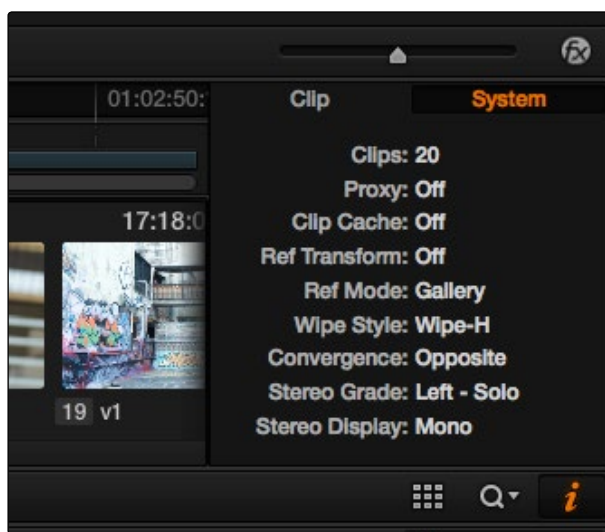 fx
01:02:50:
Clip System
Clips: 20
Proxy: Off
Clip Cache: Off
17:18:0
Ref Transform: Off
Ref Mode: Gallery
Wipe Style: Wipe-H
Convergence: Opposite
Stereo Grade: Left - Solo
19 v1
Stereo Display: Mono
i